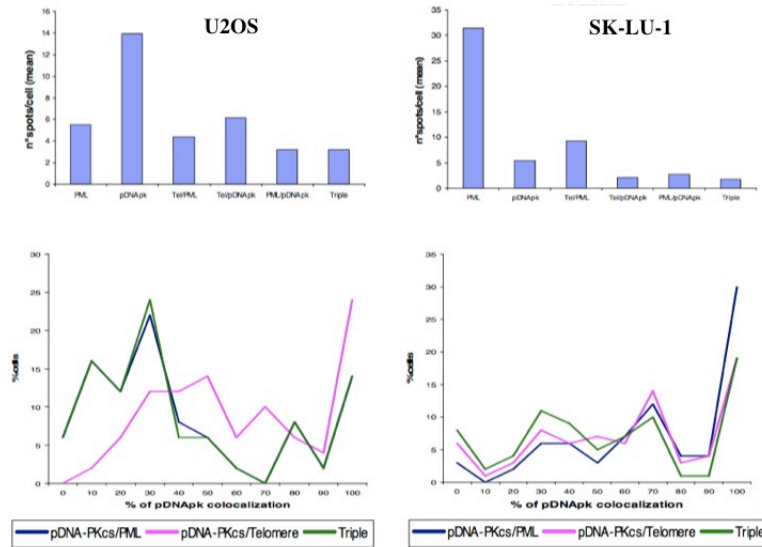 U2OS
n°spots/cell (mean)
16
14
12
10
8
6
4
2
0
PML
pDNApk
Tel/PML
Tel/pDNApk
PML/pDNApk
Triple
SK-LU-1
n°spots/cell (mean)
35
30
25
20
15
10
5
0
PML
pDNApk
Tel/PML
Tel/pDNApk
PML/pDNApk
Triple
%cells
30
25
20
15
10
5
0
0 10 20 30 40 50 60 70 80 90 100
% of pDNApk colocalization
pDNA-PKcs/PML pDNA-PKcs/Telomere Triple
%cells
35
30
25
20
15
10
5
0
0 10 20 30 40 50 60 70 80 90 100
% of pDNApk colocalization
pDNA-PKcs/PML pDNA-PKcs/Telomere Triple